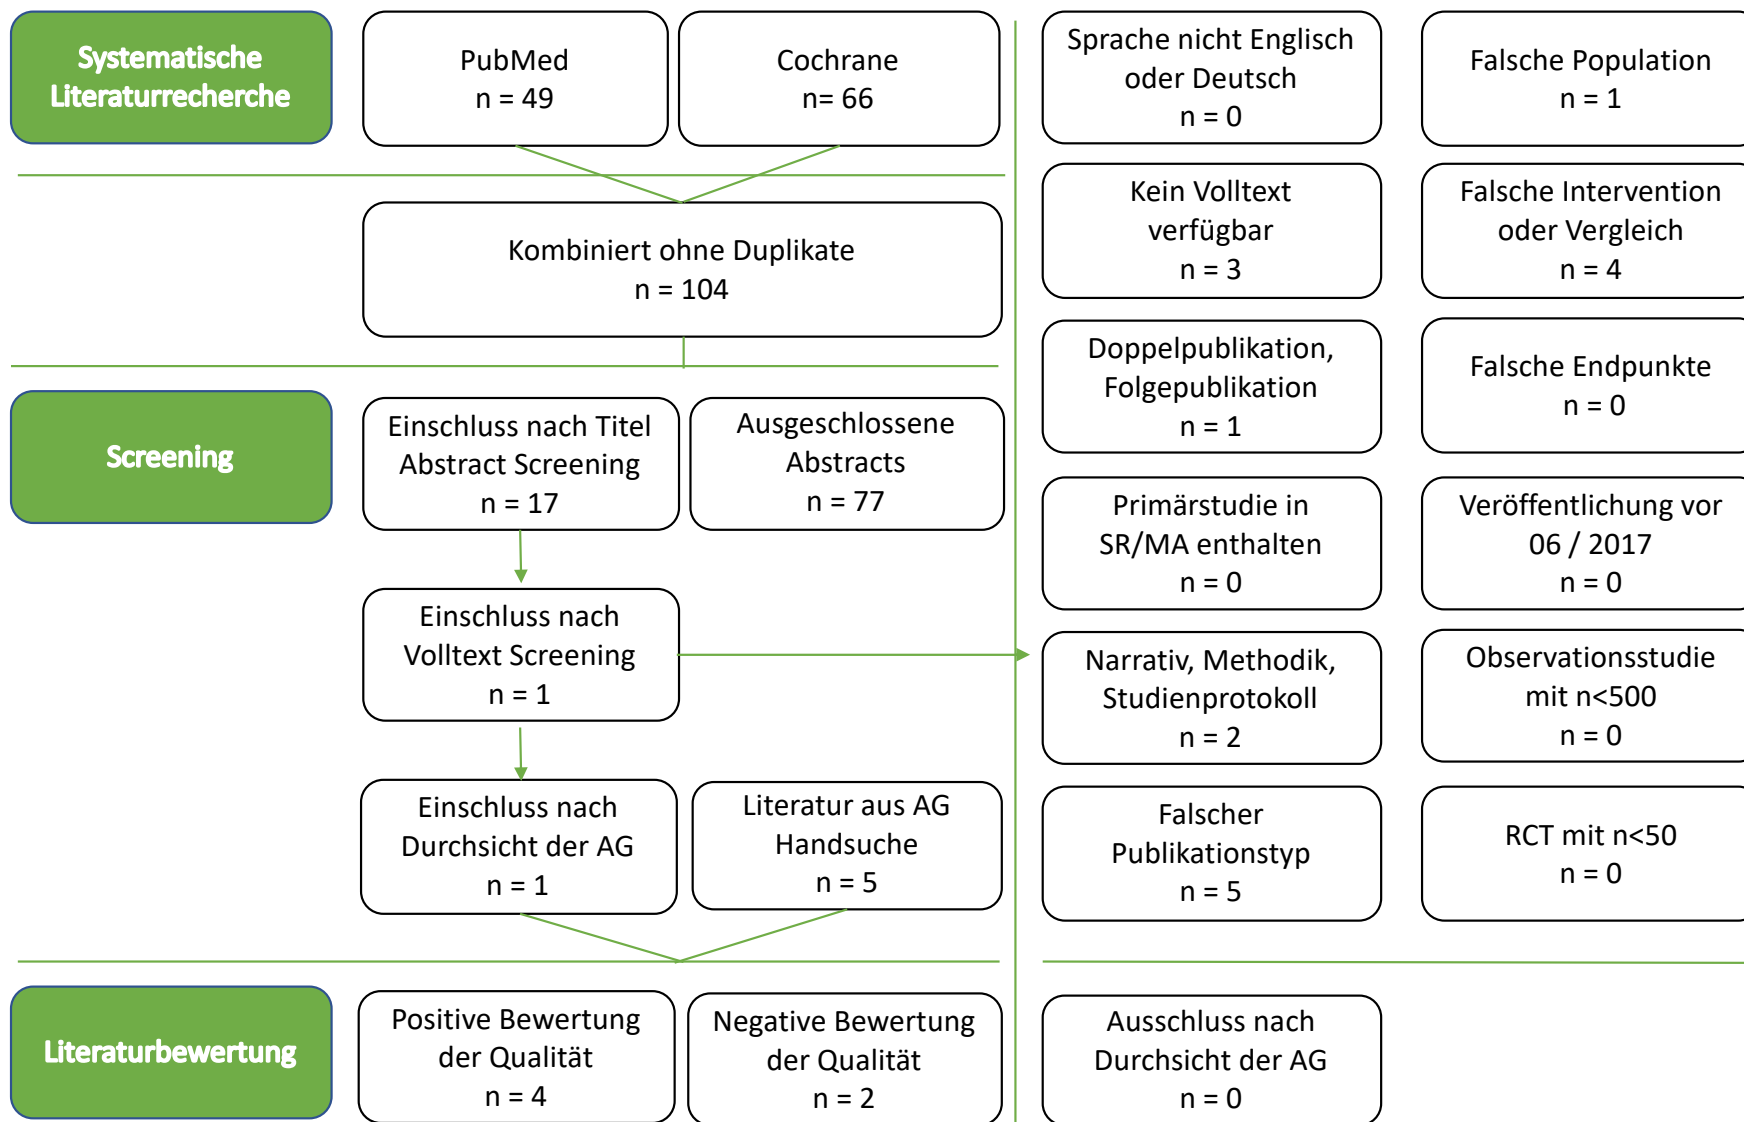 Systematische
Literaturrecherche
PubMed
n = 49
Cochrane
n= 66
Kombiniert ohne Duplikate
n = 104
Screening
Einschluss nach Titel
Abstract Screening
n = 17
Ausgeschlossene
Abstracts
n = 77
Einschluss nach
Volltext Screening
n = 1
Einschluss nach
Durchsicht der AG
n = 1
Literatur aus AG
Handsuche
n = 5
Literaturbewertung
Positive Bewertung
der Qualität
n = 4
Negative Bewertung
der Qualität
n = 2
Sprache nicht Englisch
oder Deutsch
n = 0
Falsche Population
n = 1
Kein Volltext
verfügbar
n = 3
Falsche Intervention
oder Vergleich
n = 4
Doppelpublikation,
Folgepublikation
n = 1
Falsche Endpunkte
n = 0
Primärstudie in
SR/MA enthalten
n = 0
Veröffentlichung vor
06 / 2017
n = 0
Narrativ, Methodik,
Studienprotokoll
n = 2
Observationsstudie
mit n<500
n = 0
Falscher
Publikationstyp
n = 5
RCT mit n<50
n = 0
Ausschluss nach
Durchsicht der AG
n = 0